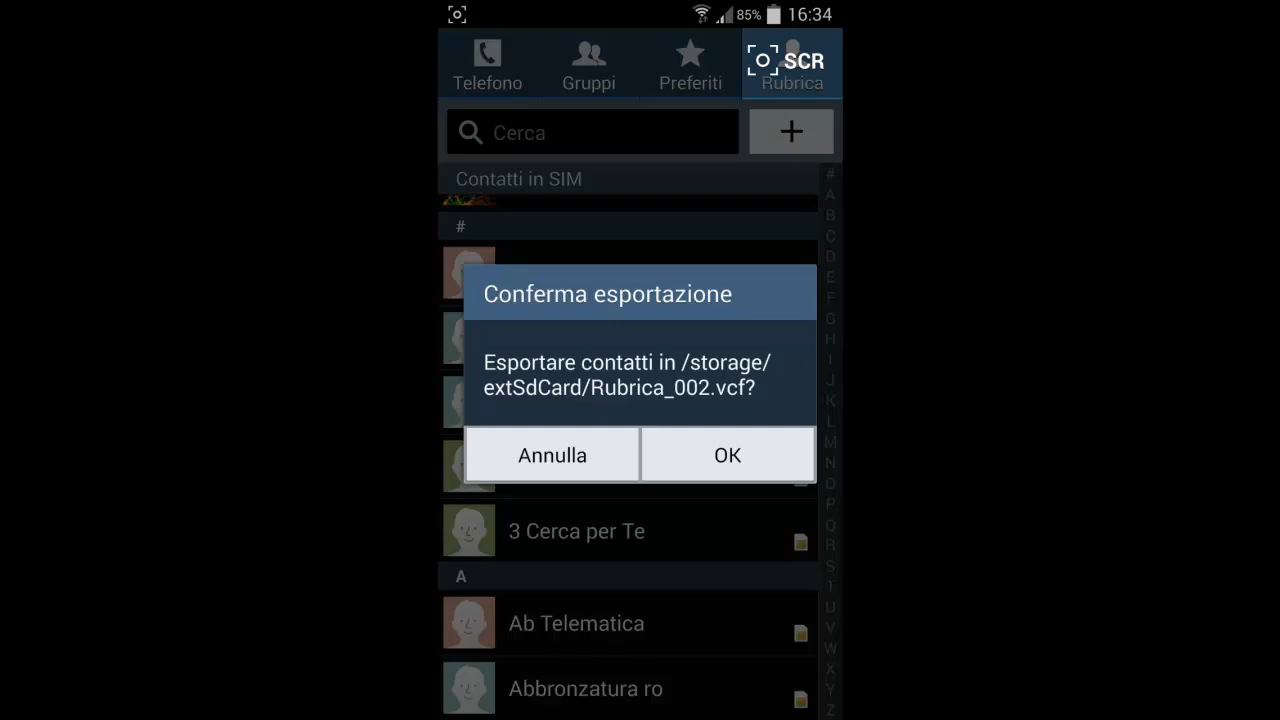 85% 16:34
Telefono Gruppi Preferiti Rubrica
SCR
Cerca +
Contatti in SIM
#
Conferma esportazione
Esportare contatti in /storage/
extSdCard/Rubrica_002.vcf?
Annulla OK
3 Cerca per Te
A
Ab Telematica
Abbronzatura ro
#
A
B
C
D
E
F
G
H
I
J
K
L
M
N
O
P
Q
R
S
T
U
V
W
X
Y
Z